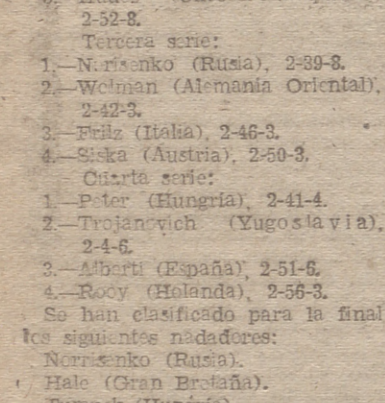 2-52-8.
Tercera serie:
1.—Norisenko (Rusia), 2-39-8.
2.—Weiman (Alemania Oriental),
2-42-3.
3.—Frilz (Italia), 2-46-3.
4.—Siska (Austria), 2-50-3.
Cuarta serie:
1.—Peter (Hungría), 2-41-4.
2.—Trojanovich (Yugoslavia),
2-4-6.
3.—Alberti (España), 2-51-6.
4.—Rooy (Holanda), 2-56-3.
Se han clasificado para la final
los siguientes nadadores:
Norrisenko (Rusia).
Hale (Gran Bretaña).